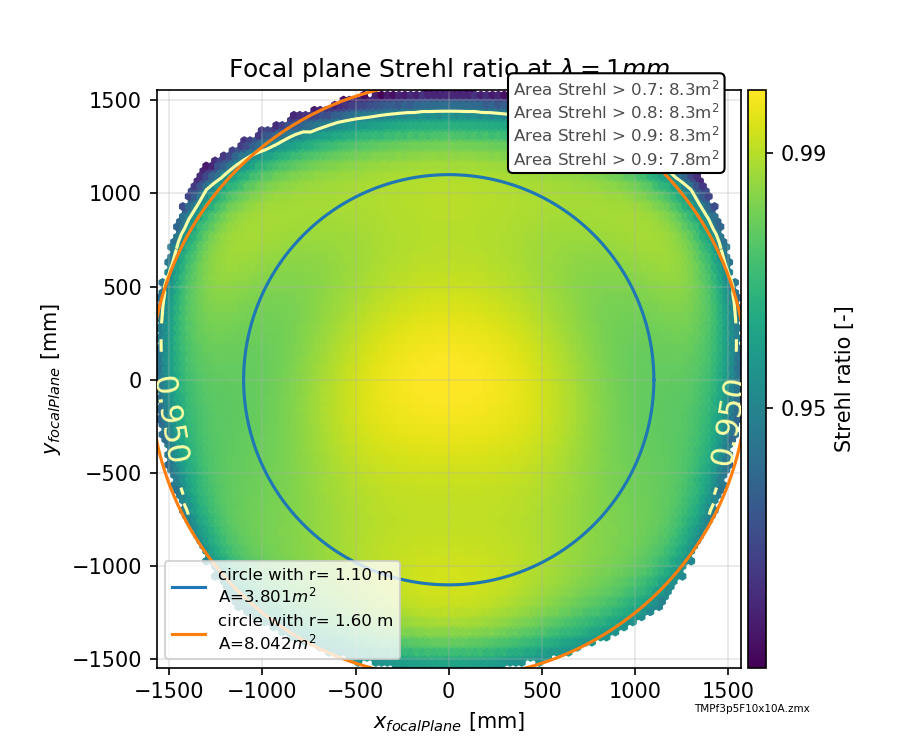 Focal plane Strehl ratio at λ = 1mm
Area Strehl > 0.7: 8.3m²
Area Strehl > 0.8: 8.3m²
Area Strehl > 0.9: 8.3m²
Area Strehl > 0.9: 7.8m²
1500
1000
500
0
−500
−1000
−1500
y_focalPlane [mm]
0.950
0.950
circle with r= 1.10 m
A=3.801m²
circle with r= 1.60 m
A=8.042m²
−1500
−1000
−500
0
500
1000
1500
x_focalPlane [mm]
0.99
0.95
Strehl ratio [-]
TMPf3p5F10x10A.zmx